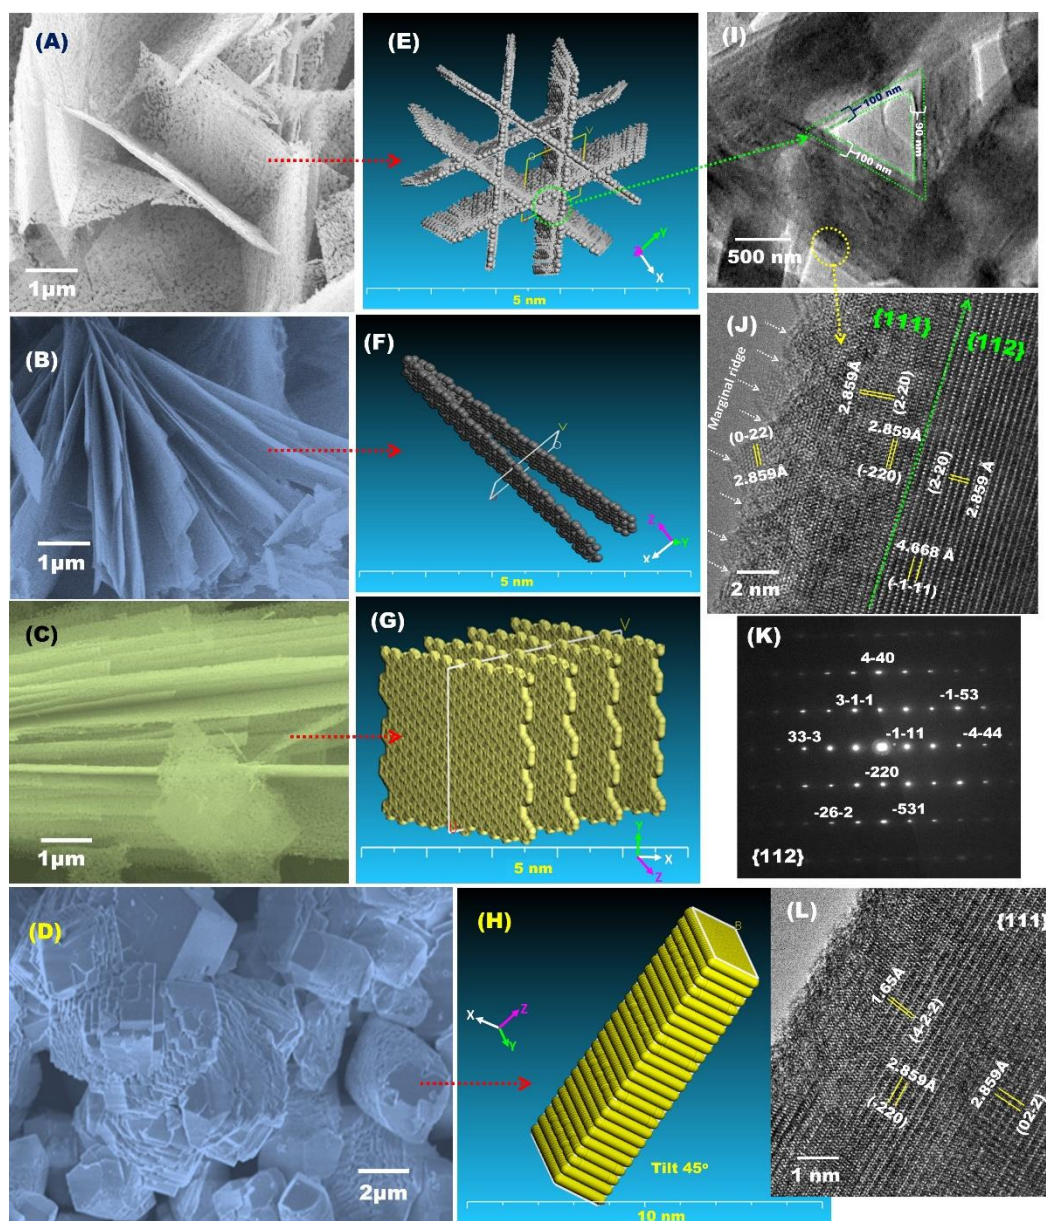 (A)
1µm
(E)
V
O
Y
Z
X
5 nm
(I)
100 nm
90 nm
100 nm
500 nm
(B)
1µm
(F)
V
O
Z
Y
X
5 nm
(J)
{111}
{112}
Marginal ridge
2.859Å
(2-20)
(0-22)
2.859Å
2.859Å
(-220)
(2-20)
2.859 Å
4.668 Å
(-1-11)
2 nm
(C)
1µm
(G)
V
Y
X
Z
5 nm
(K)
4-40
3-1-1
-1-53
33-3
-1-11
-4-44
-220
-26-2
-531
{112}
(D)
2µm
(H)
B
X
Z
Y
Tilt 45º
10 nm
(L)
{111}
1.65Å
(4-2-2)
2.859Å
(-220)
2.859Å
(02-2)
1 nm